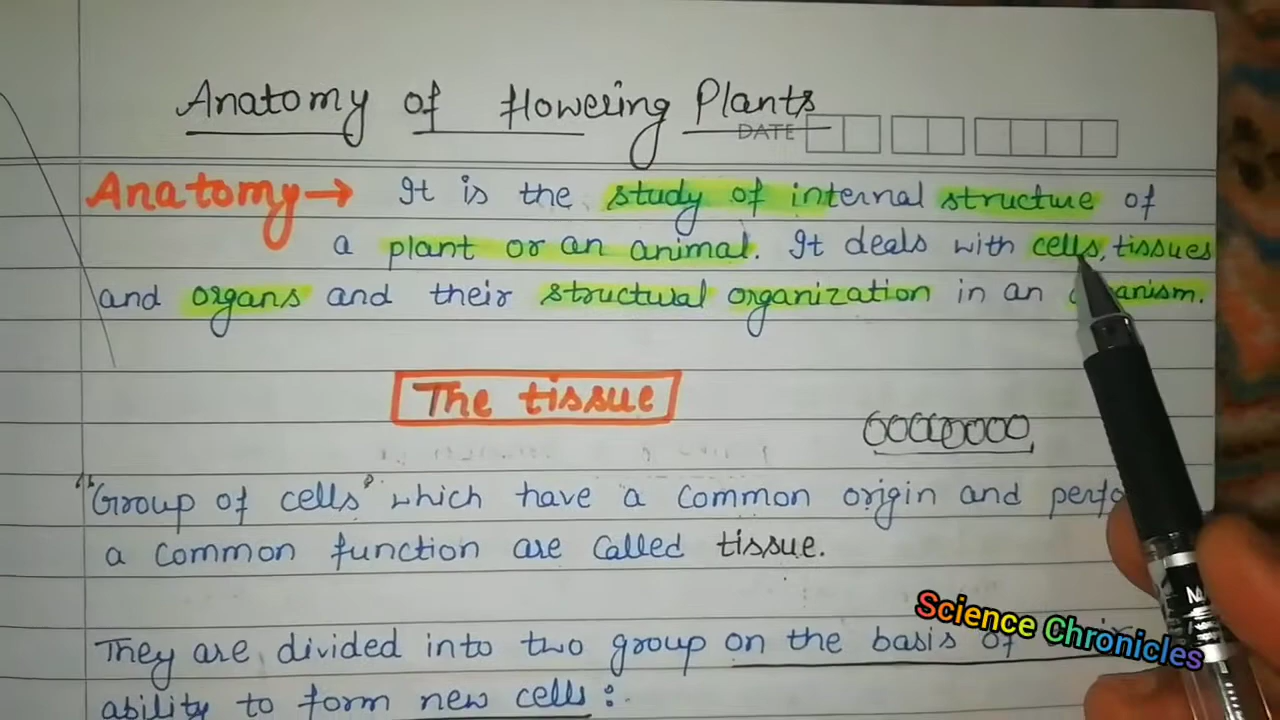 Anatomy of flowering Plants
DATE
Anatomy → It is the study of internal structure of
a plant or an animal. It deals with cells, tissues
and organs and their structural organization in an
The tissue
"Group of cells" which have a common origin and
a common function are called tissue.
They are divided into two group on the basis of
ability to form new cells :
Science Chronicles